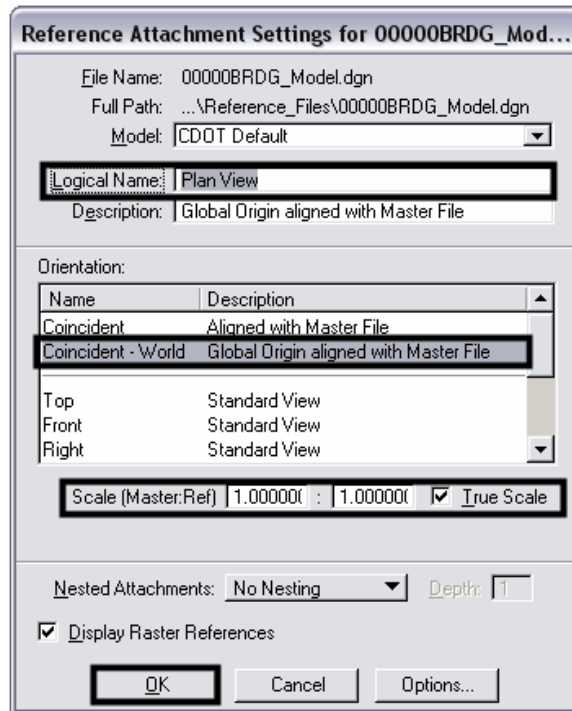 Reference Attachment Settings for 00000BRDG_Mod...
File Name: 00000BRDG_Model.dgn
Full Path: ...\Reference_Files\00000BRDG_Model.dgn
Model: CDOT Default
Logical Name: Plan View
Description: Global Origin aligned with Master File
Orientation:
Name Description
Coincident Aligned with Master File
Coincident - World Global Origin aligned with Master File
Top Standard View
Front Standard View
Right Standard View
Scale (Master:Ref) 1.000000 : 1.000000 True Scale
Nested Attachments: No Nesting Depth: 1
Display Raster References
OK Cancel Options...